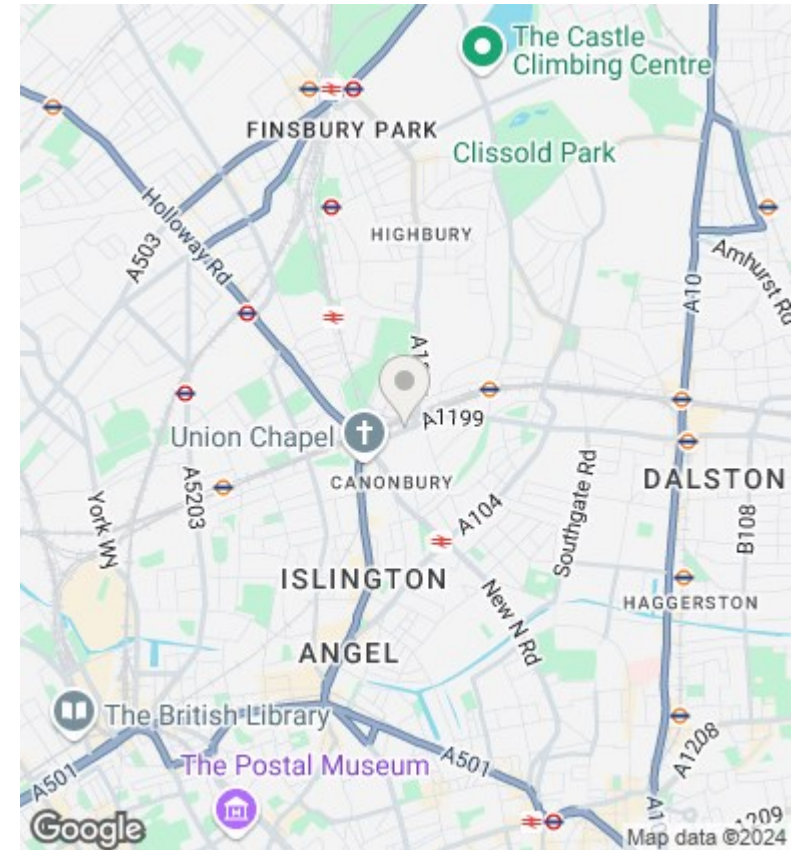 The Castle
Climbing Centre
FINSBURY PARK
Clissold Park
Holloway Rd
HIGHBURY
A503
Amhurst Rd
A10
A1199
Union Chapel
CANONBURY
DALSTON
A5203
York Wy
A104
Southgate Rd
B108
ISLINGTON
HAGGERSTON
New N Rd
ANGEL
The British Library
A1208
A501
The Postal Museum
A501
Google
Map data ©2024